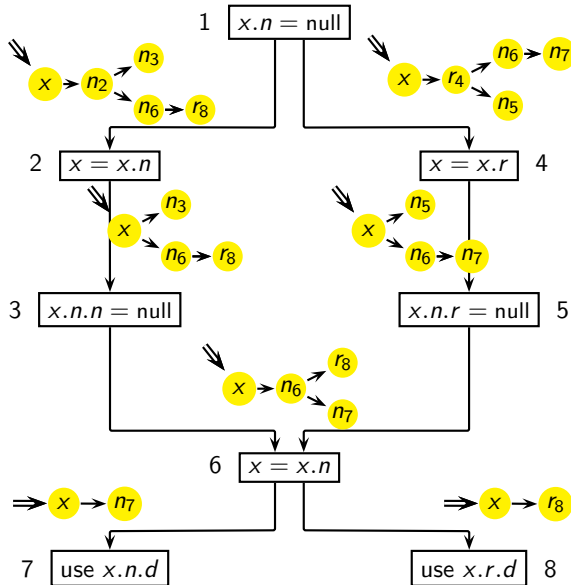 1 x.n = null
x n2 n3 n6 r8
x r4 n6 n7 n5
2 x = x.n
x = x.r 4
x n3 n6 r8
x n5 n6 n7
3 x.n.n = null
x.n.r = null 5
x n6 r8 n7
6 x = x.n
x n7
x r8
7 use x.n.d
use x.r.d 8